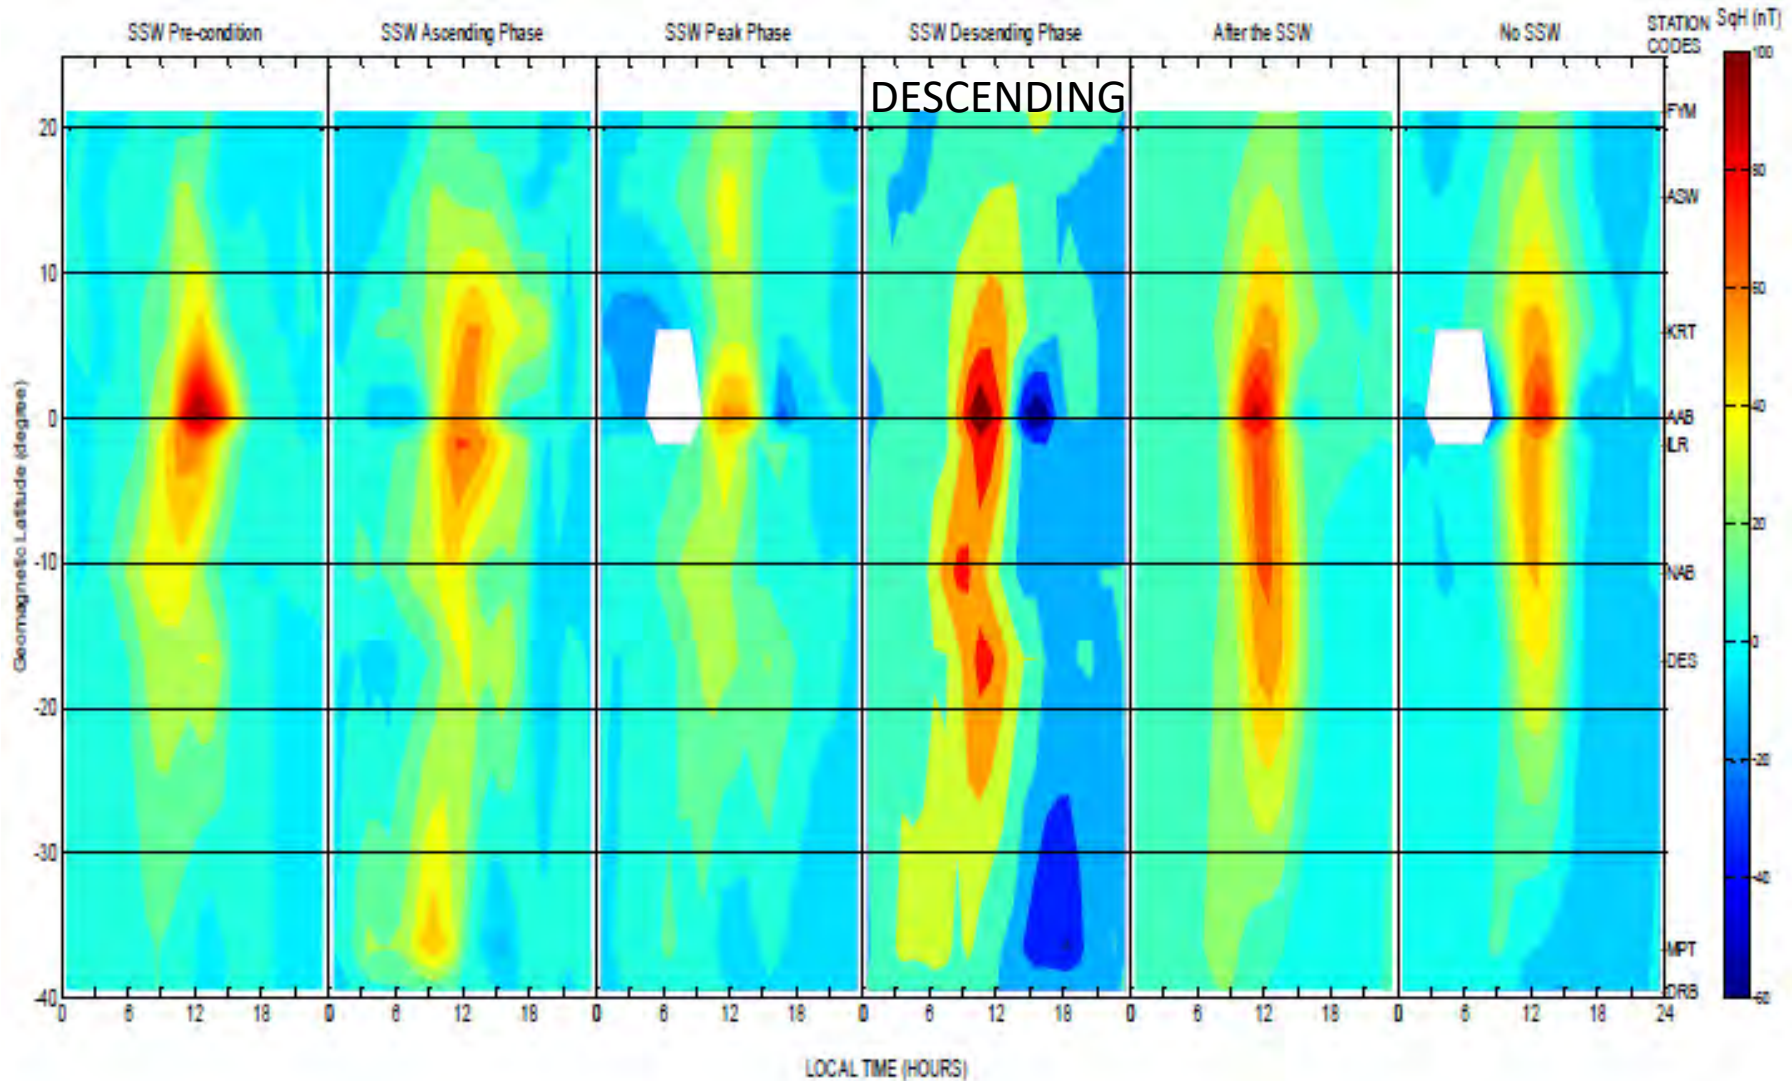 SSW Pre-condition SSW Ascending Phase SSW Peak Phase SSW Descending Phase After the SSW No SSW STATION CODES SqH (nT)
DESCENDING
Geomagnetic Latitude (degree)
20
10
0
-10
-20
-30
-40
0 6 12 18 0 6 12 18 0 6 12 18 0 6 12 18 0 6 12 18 0 6 12 18 24
LOCAL TIME (HOURS)
FYM
ASW
KRT
AAB
ILR
NAB
DES
MPT
DRB
100
80
60
40
20
0
-20
-40
-60